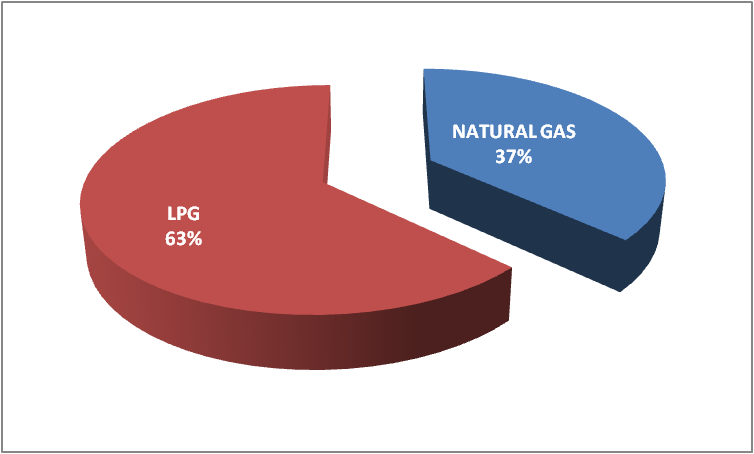 NATURAL GAS
37%
LPG
63%